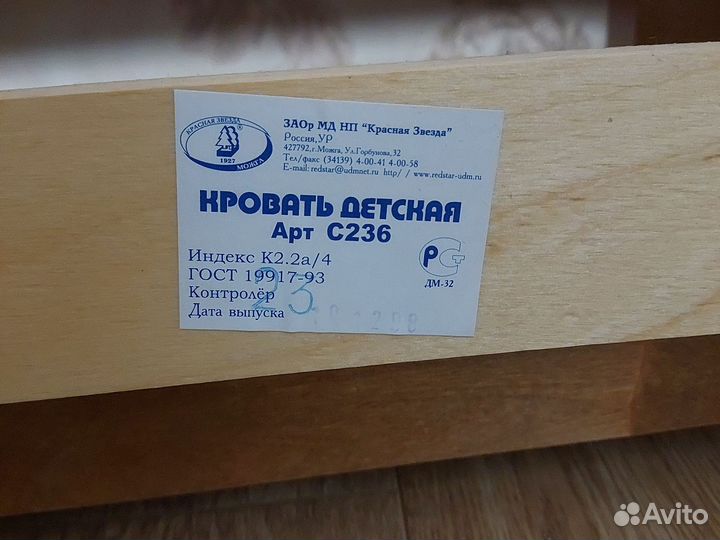 КРАСНАЯ ЗВЕЗДА
®
1927
МОЖГА
ЗАОр МД НП "Красная Звезда"
Россия,УР
427792,г.Можга, Ул.Горбунова,32
Тел/факс (34139) 4-00-41 4-00-58
E-mail: redstar@udmnet.ru http/ / www.redstar-udm.ru
КРОВАТЬ ДЕТСКАЯ
Арт С236
Индекс К2.2а/4
ГОСТ 19917-93
Контролёр 23
Дата выпуска
РСТ
ДМ-32
Avito